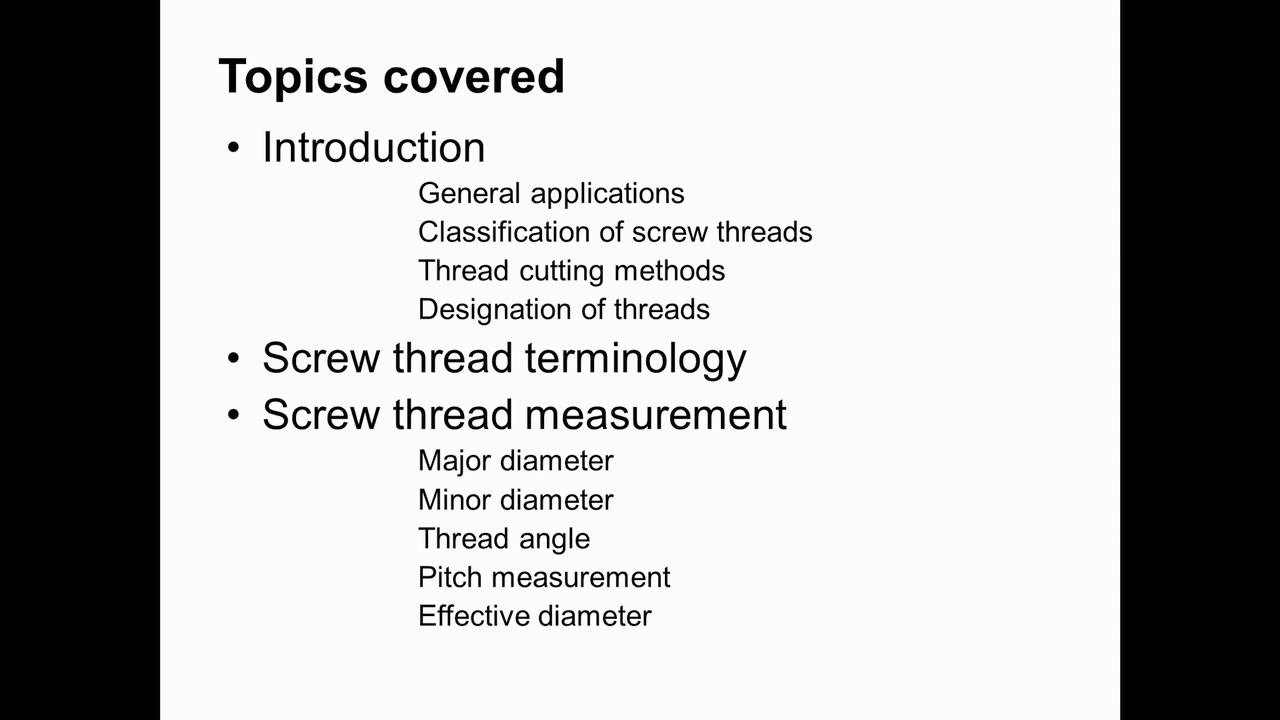 Topics covered
• Introduction
General applications
Classification of screw threads
Thread cutting methods
Designation of threads
• Screw thread terminology
• Screw thread measurement
Major diameter
Minor diameter
Thread angle
Pitch measurement
Effective diameter